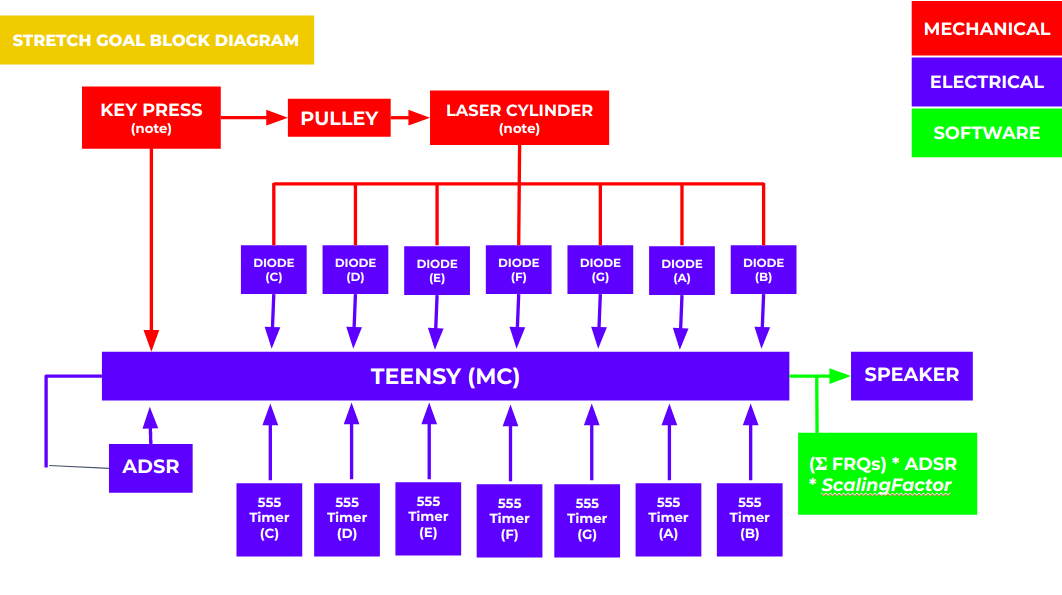 STRETCH GOAL BLOCK DIAGRAM
MECHANICAL
ELECTRICAL
SOFTWARE
KEY PRESS
(note)
PULLEY
LASER CYLINDER
(note)
DIODE
(C)
DIODE
(D)
DIODE
(E)
DIODE
(F)
DIODE
(G)
DIODE
(A)
DIODE
(B)
TEENSY (MC)
SPEAKER
ADSR
(Σ FRQs) * ADSR
* ScalingFactor
555
Timer
(C)
555
Timer
(D)
555
Timer
(E)
555
Timer
(F)
555
Timer
(G)
555
Timer
(A)
555
Timer
(B)